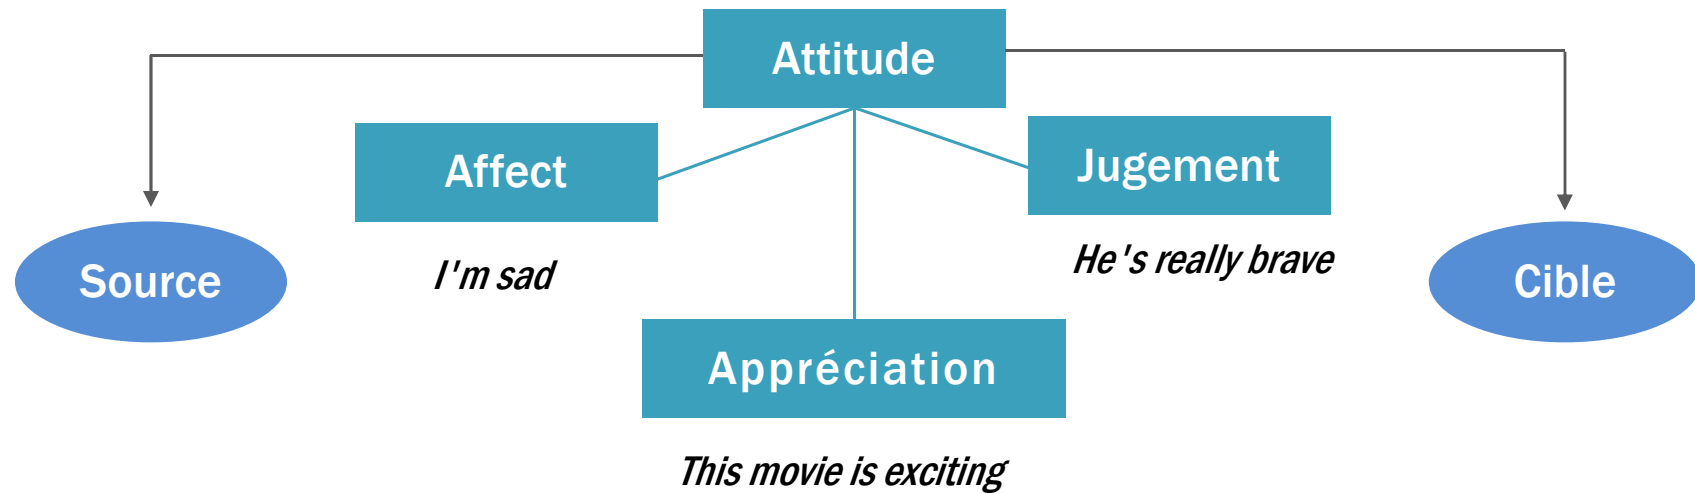 Attitude
Affect
Jugement
Source
I'm sad
He's really brave
Cible
Appréciation
This movie is exciting